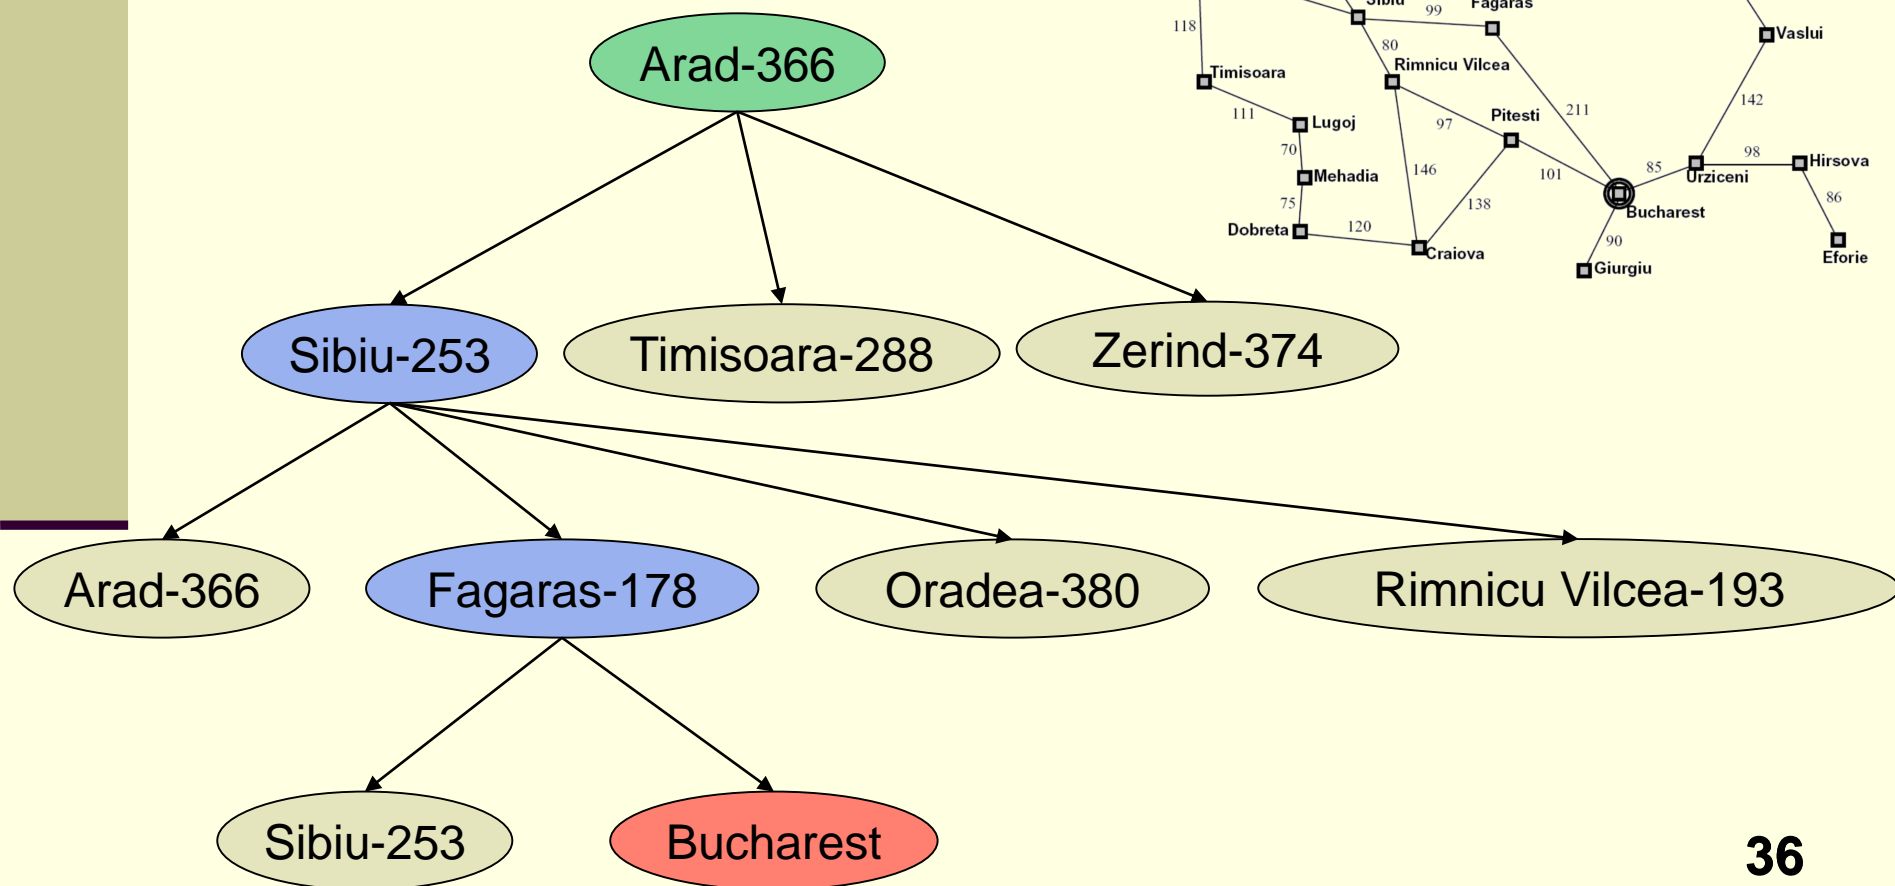 Arad-366
Sibiu-253
Timisoara-288
Zerind-374
Arad-366
Fagaras-178
Oradea-380
Rimnicu Vilcea-193
Sibiu-253
Bucharest
Sibiu
99
Fagaras
118
80
Vaslui
Timisoara
Rimnicu Vilcea
111
Lugoj
142
211
Pitesti
97
70
Mehadia
146
101
85
98
Hirsova
Urziceni
75
138
86
Bucharest
Dobreta
120
Craiova
90
Giurgiu
Eforie
36